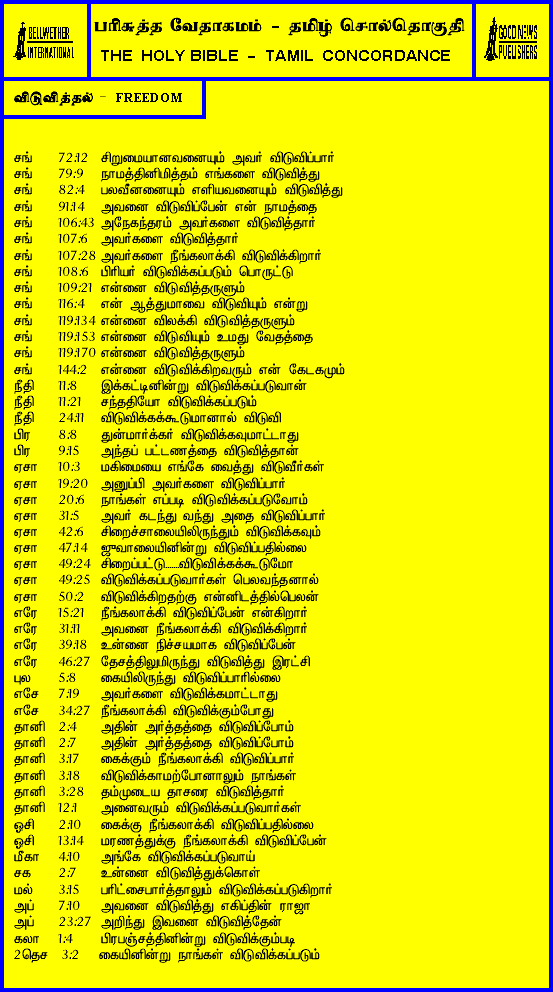 BELLWETHER
INTERNATIONAL
பரிசுத்த வேதாகமம் - தமிழ் சொல்தொகுதி
THE HOLY BIBLE - TAMIL CONCORDANCE
GOOD NEWS
PUBLISHERS
விடுவித்தல் - FREEDOM
சங் 72:12 சிறுமையானவனையும் அவர் விடுவிப்பார்
சங் 79:9 நாமத்தினிமித்தம் எங்களை விடுவித்து
சங் 82:4 பலவீனனையும் எளியவனையும் விடுவித்து
சங் 91:14 அவனை விடுவிப்பேன் என் நாமத்தை
சங் 106:43 அநேகந்தரம் அவர்களை விடுவித்தார்
சங் 107:6 அவர்களை விடுவித்தார்
சங் 107:28 அவர்களை நீங்கலாக்கி விடுவிக்கிறார்
சங் 108:6 பிரியர் விடுவிக்கப்படும் பொருட்டு
சங் 109:21 என்னை விடுவித்தருளும்
சங் 116:4 என் ஆத்துமாவை விடுவியும் என்று
சங் 119:134 என்னை விலக்கி விடுவித்தருளும்
சங் 119:153 என்னை விடுவியும் உமது வேதத்தை
சங் 119:170 என்னை விடுவித்தருளும்
சங் 144:2 என்னை விடுவிக்கிறவரும் என் கேடகமும்
நீதி 11:8 இக்கட்டினின்று விடுவிக்கப்படுவான்
நீதி 11:21 சந்ததியோ விடுவிக்கப்படும்
நீதி 24:11 விடுவிக்கக்கூடுமானால் விடுவி
பிர 8:8 துன்மார்க்கர் விடுவிக்கவுமாட்டாது
பிர 9:15 அந்தப் பட்டணத்தை விடுவித்தான்
ஏசா 10:3 மகிமையை எங்கே வைத்து விடுவீர்கள்
ஏசா 19:20 அனுப்பி அவர்களை விடுவிப்பார்
ஏசா 20:6 நாங்கள் எப்படி விடுவிக்கப்படுவோம்
ஏசா 31:5 அவர் கடந்து வந்து அதை விடுவிப்பார்
ஏசா 42:6 சிறைச்சாலையிலிருந்தும் விடுவிக்கவும்
ஏசா 47:14 ஜுவாலையினின்று விடுவிப்பதில்லை
ஏசா 49:24 சிறைப்பட்டு......விடுவிக்கக்கூடுமோ
ஏசா 49:25 விடுவிக்கப்படுவார்கள் பெலவந்தனால்
ஏசா 50:2 விடுவிக்கிறதற்கு என்னிடத்தில்பெலன்
எரே 15:21 நீங்கலாக்கி விடுவிப்பேன் என்கிறார்
எரே 31:11 அவனை நீங்கலாக்கி விடுவிக்கிறார்
எரே 39:18 உன்னை நிச்சயமாக விடுவிப்பேன்
எரே 46:27 தேசத்திலுமிருந்து விடுவித்து இரட்சி
புல 5:8 கையிலிருந்து விடுவிப்பாரில்லை
எசே 7:19 அவர்களை விடுவிக்கமாட்டாது
எசே 34:27 நீங்கலாக்கி விடுவிக்கும்போது
தானி 2:4 அதின் அர்த்தத்தை விடுவிப்போம்
தானி 2:7 அதின் அர்த்தத்தை விடுவிப்போம்
தானி 3:17 கைக்கும் நீங்கலாக்கி விடுவிப்பார்
தானி 3:18 விடுவிக்காமற்போனாலும் நாங்கள்
தானி 3:28 தம்முடைய தாசரை விடுவித்தார்
தானி 12:1 அனைவரும் விடுவிக்கப்படுவார்கள்
ஓசி 2:10 கைக்கு நீங்கலாக்கி விடுவிப்பதில்லை
ஓசி 13:14 மரணத்துக்கு நீங்கலாக்கி விடுவிப்பேன்
மீகா 4:10 அங்கே விடுவிக்கப்படுவாய்
சக 2:7 உன்னை விடுவித்துக்கொள்
மல் 3:15 பரிட்சைபார்த்தாலும் விடுவிக்கப்படுகிறார்
அப் 7:10 அவனை விடுவித்து எகிப்தின் ராஜா
அப் 23:27 அறிந்து இவனை விடுவித்தேன்
கலா 1:4 பிரபஞ்சத்தினின்று விடுவிக்கும்படி
2தெச 3:2 கையினின்று நாங்கள் விடுவிக்கப்படும்